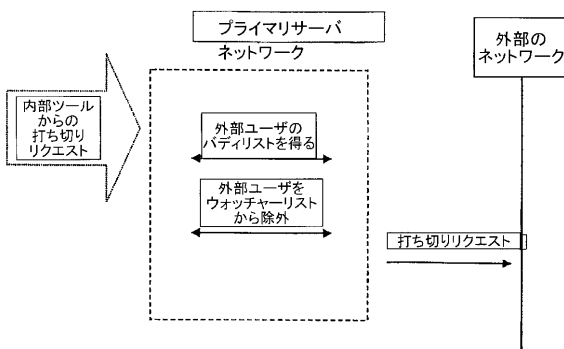 プライマリサーバ
ネットワーク
外部の
ネットワーク
内部ツール
からの
打ち切り
リクエスト
外部ユーザの
バディリストを得る
外部ユーザを
ウォッチャーリスト
から除外
打ち切りリクエスト